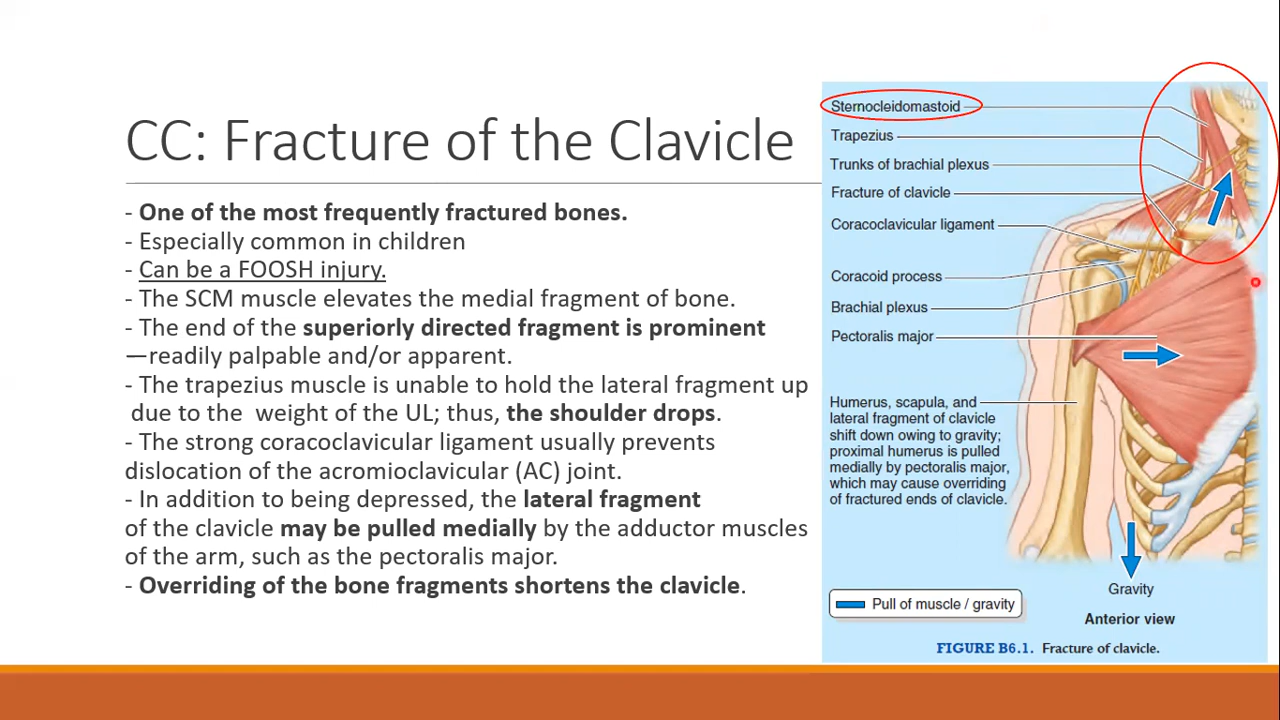 CC: Fracture of the Clavicle
- One of the most frequently fractured bones.
- Especially common in children
- Can be a FOOSH injury.
- The SCM muscle elevates the medial fragment of bone.
- The end of the superiorly directed fragment is prominent
—readily palpable and/or apparent.
- The trapezius muscle is unable to hold the lateral fragment up
due to the weight of the UL; thus, the shoulder drops.
- The strong coracoclavicular ligament usually prevents
dislocation of the acromioclavicular (AC) joint.
- In addition to being depressed, the lateral fragment
of the clavicle may be pulled medially by the adductor muscles
of the arm, such as the pectoralis major.
- Overriding of the bone fragments shortens the clavicle.
Sternocleidomastoid
Trapezius
Trunks of brachial plexus
Fracture of clavicle
Coracoclavicular ligament
Coracoid process
Brachial plexus
Pectoralis major
Humerus, scapula, and
lateral fragment of clavicle
shift down owing to gravity;
proximal humerus is pulled
medially by pectoralis major,
which may cause overriding
of fractured ends of clavicle.
Gravity
Pull of muscle / gravity
Anterior view
FIGURE B6.1. Fracture of clavicle.